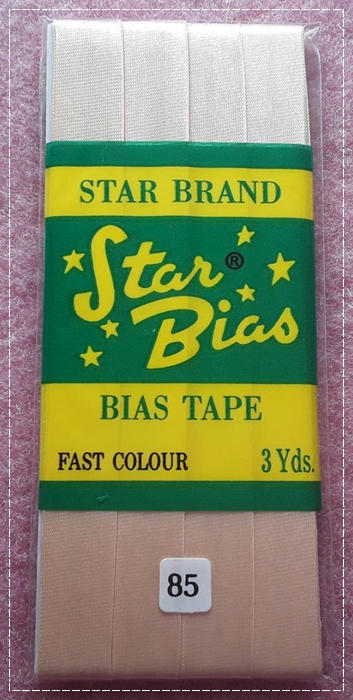 STAR BRAND
Star ®
Bias
BIAS TAPE
FAST COLOUR 3 Yds.
85